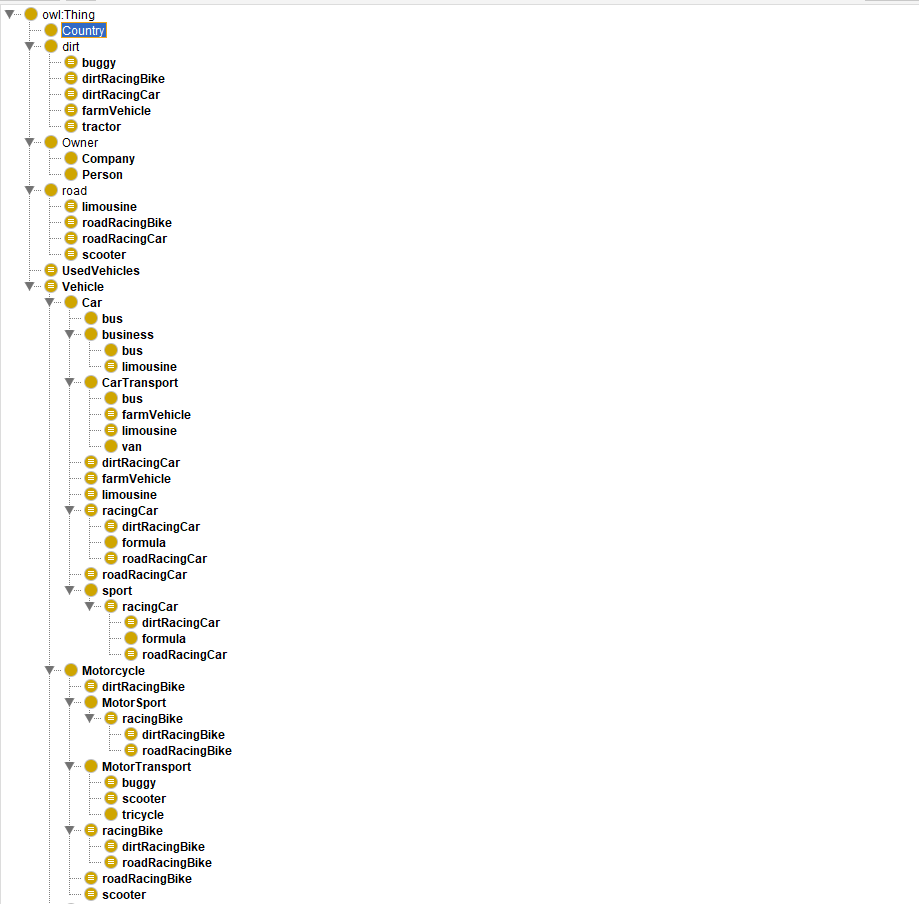 owl:Thing
Country
dirt
buggy
dirtRacingBike
dirtRacingCar
farmVehicle
tractor
Owner
Company
Person
road
limousine
roadRacingBike
roadRacingCar
scooter
UsedVehicles
Vehicle
Car
bus
business
bus
limousine
CarTransport
bus
farmVehicle
limousine
van
dirtRacingCar
farmVehicle
limousine
racingCar
dirtRacingCar
formula
roadRacingCar
roadRacingCar
sport
racingCar
dirtRacingCar
formula
roadRacingCar
Motorcycle
dirtRacingBike
MotorSport
racingBike
dirtRacingBike
roadRacingBike
MotorTransport
buggy
scooter
tricycle
racingBike
dirtRacingBike
roadRacingBike
roadRacingBike
scooter